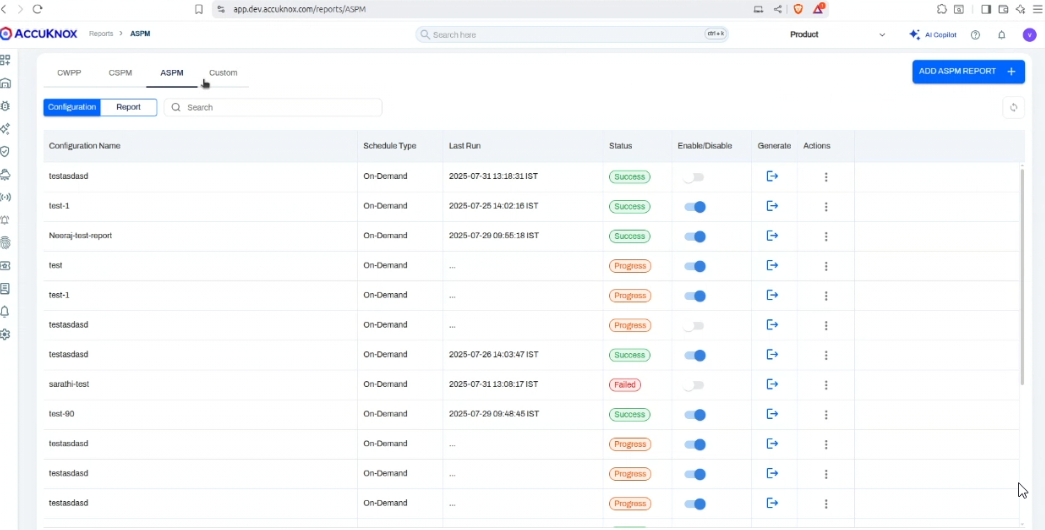 app.dev.accuknox.com/reports/ASPM
ACCUKNOX Reports > ASPM Search here ctrl+k Product AI Copilot V
CWPP CSPM ASPM Custom ADD ASPM REPORT +
Configuration Report Search
Configuration Name Schedule Type Last Run Status Enable/Disable Generate Actions
testasdasd On-Demand 2025-07-31 13:18:31 IST Success
test-1 On-Demand 2025-07-25 14:02:16 IST Success
Neeraj-test-report On-Demand 2025-07-29 09:55:18 IST Success
test On-Demand ... Progress
test-1 On-Demand ... Progress
testasdasd On-Demand ... Progress
testasdasd On-Demand 2025-07-26 14:03:47 IST Success
sarathi-test On-Demand 2025-07-31 13:08:17 IST Failed
test-90 On-Demand 2025-07-29 09:48:45 IST Success
testasdasd On-Demand ... Progress
testasdasd On-Demand ... Progress
testasdasd On-Demand ... Progress